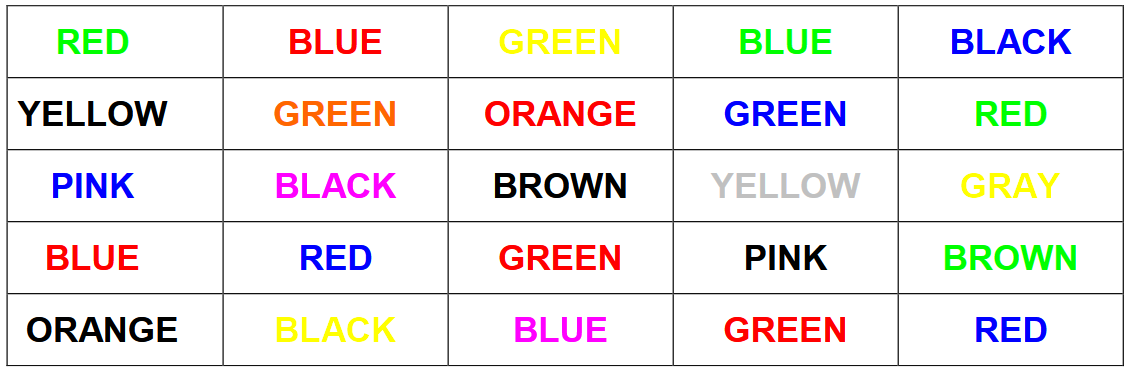 RED BLUE GREEN BLUE BLACK
YELLOW GREEN ORANGE GREEN RED
PINK BLACK BROWN YELLOW GRAY
BLUE RED GREEN PINK BROWN
ORANGE BLACK BLUE GREEN RED